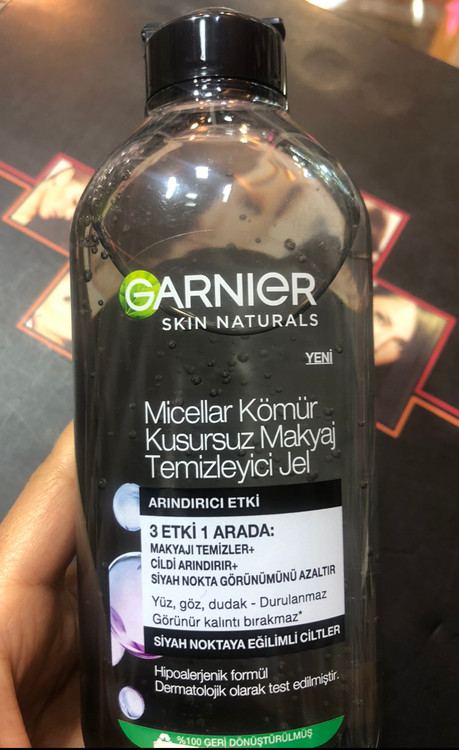 GARNIER
SKIN NATURALS
YENİ
Micellar Kömür
Kusursuz Makyaj
Temizleyici Jel
ARINDIRICI ETKİ
3 ETKİ 1 ARADA:
MAKYAJI TEMİZLER+
CİLDİ ARINDIRIR+
SİYAH NOKTA GÖRÜNÜMÜNÜ AZALTIR
Yüz, göz, dudak - Durulanmaz
Görünür kalıntı bırakmaz*
SİYAH NOKTAYA EĞİLİMLİ CİLTLER
Hipoalerjenik formül
Dermatolojik olarak test edilmiştir.
%100 GERİ DÖNÜŞTÜRÜLMÜŞ